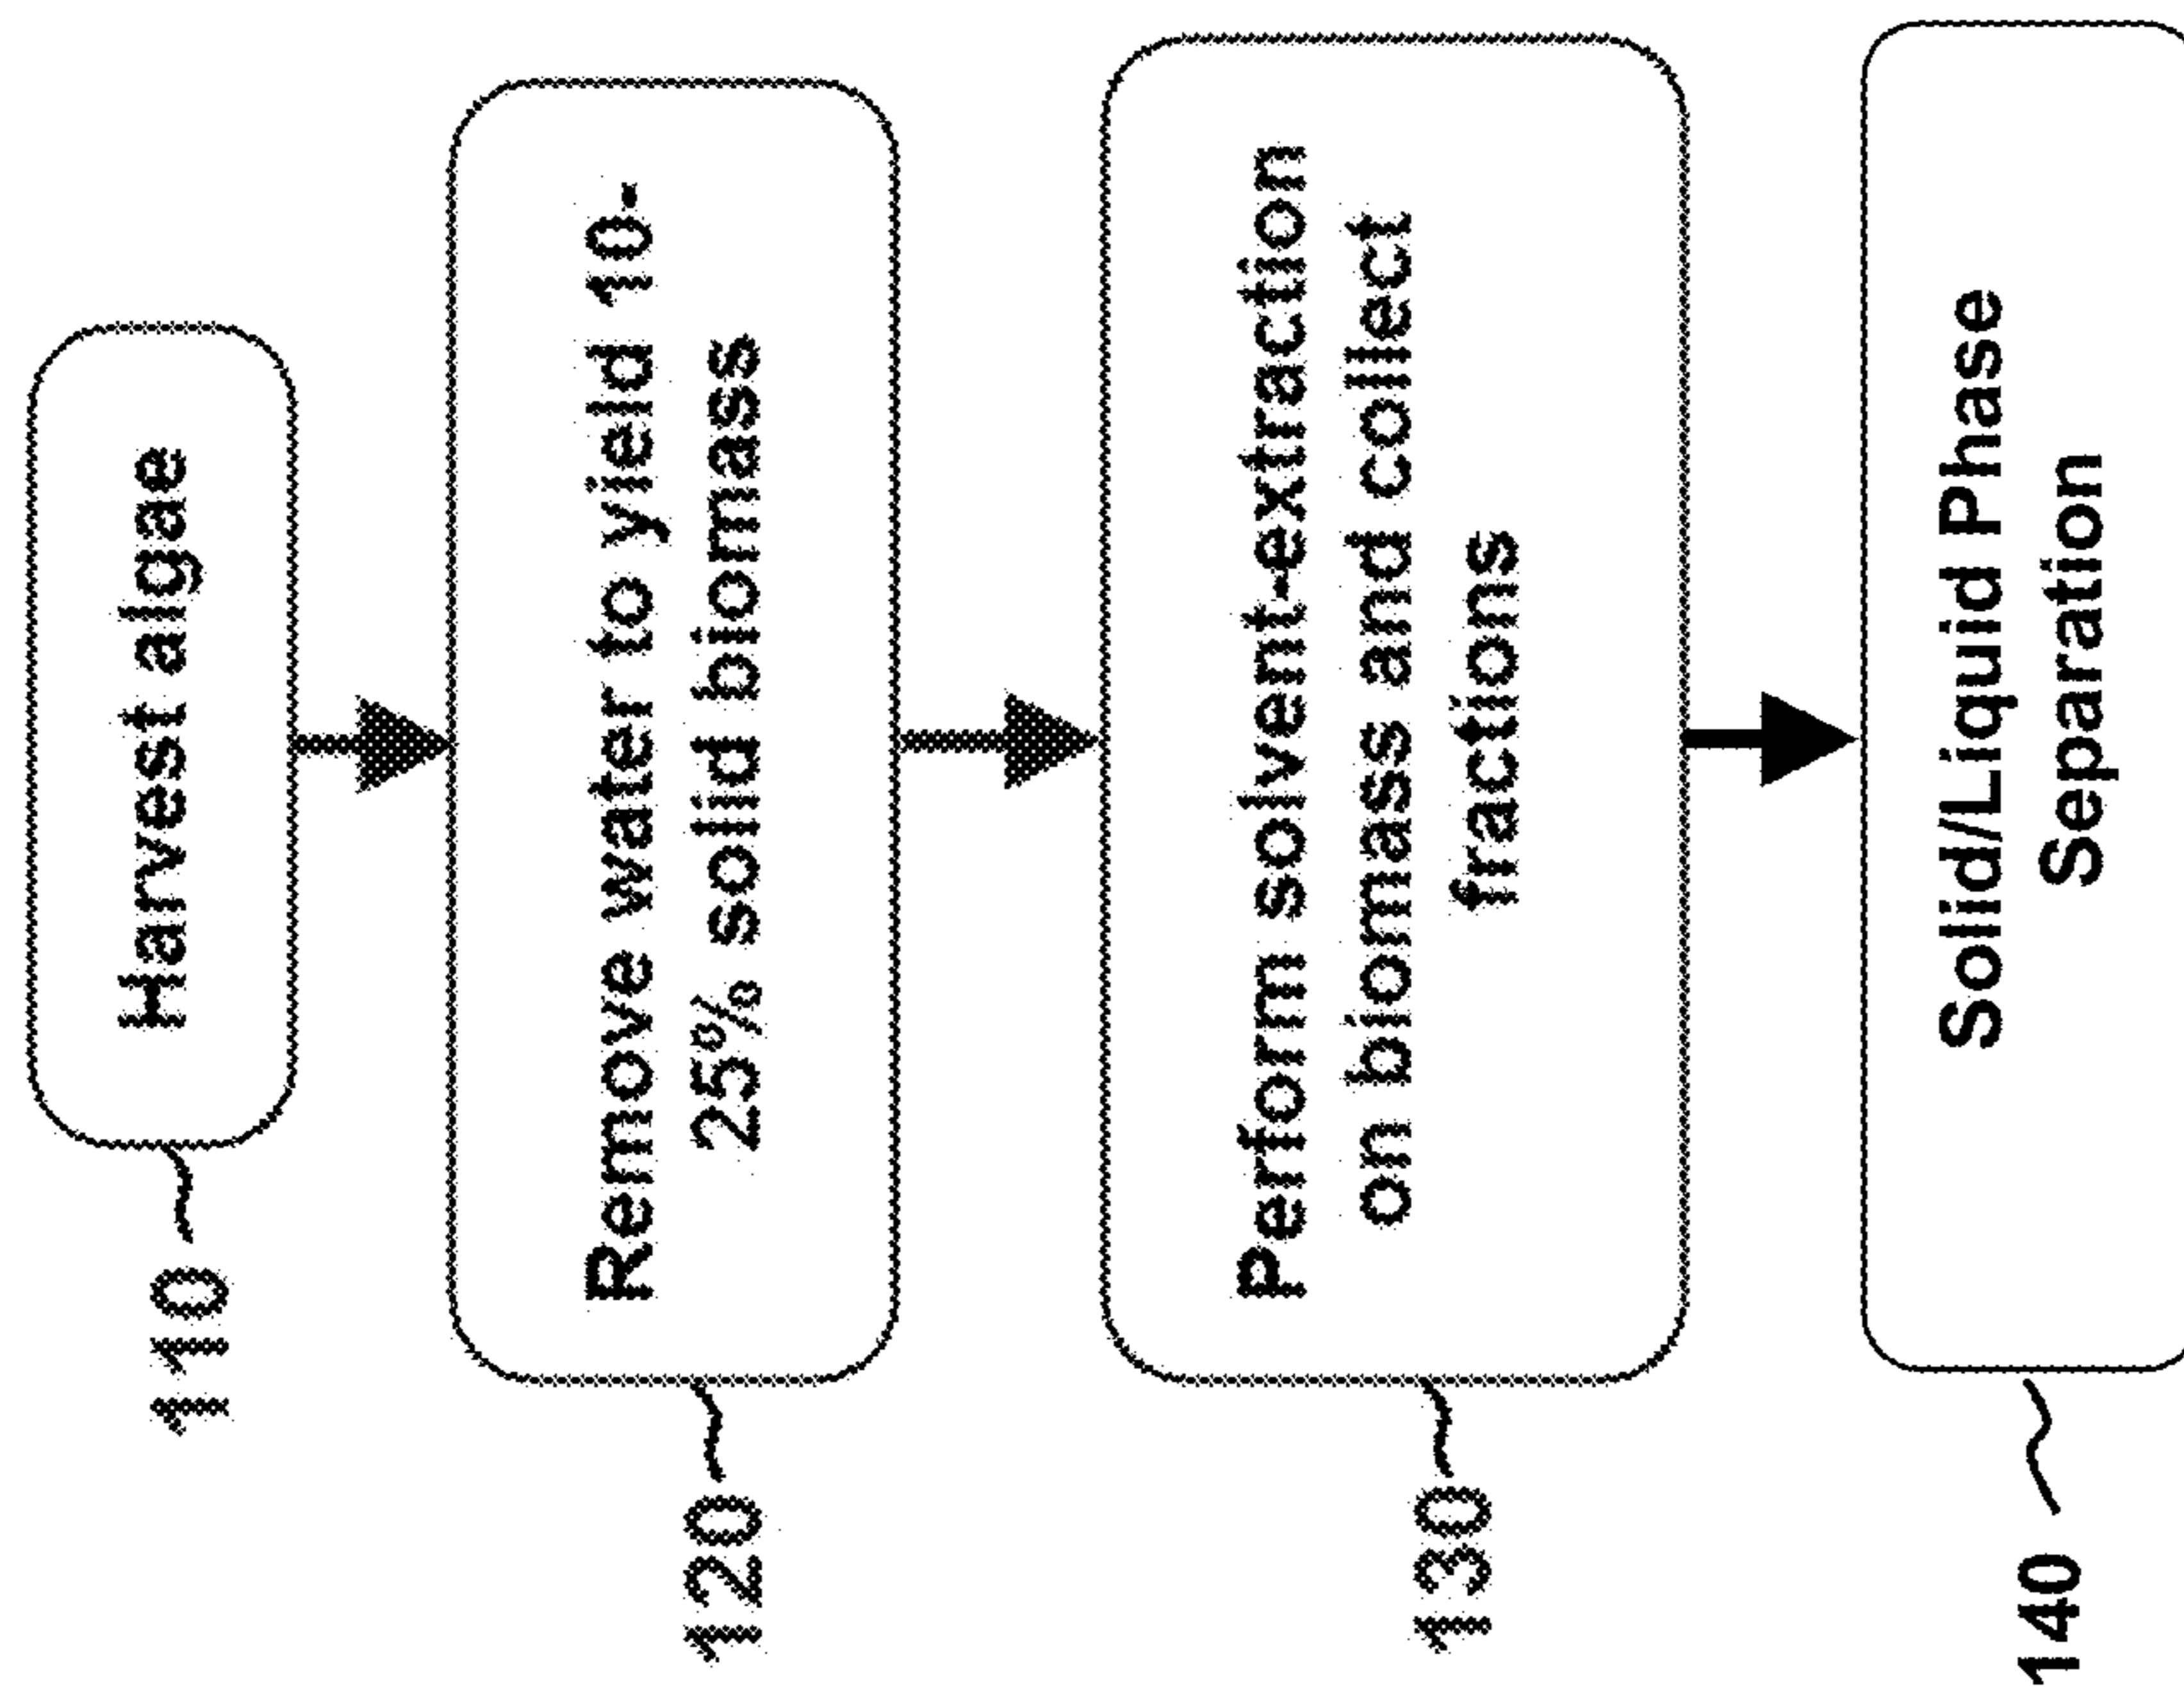 110
Harvest algae
120
Remove water to yield 10-
25% solid biomass
130
Perform solvent-extraction
on biomass and collect
fractions
140
Solid/Liquid Phase
Separation